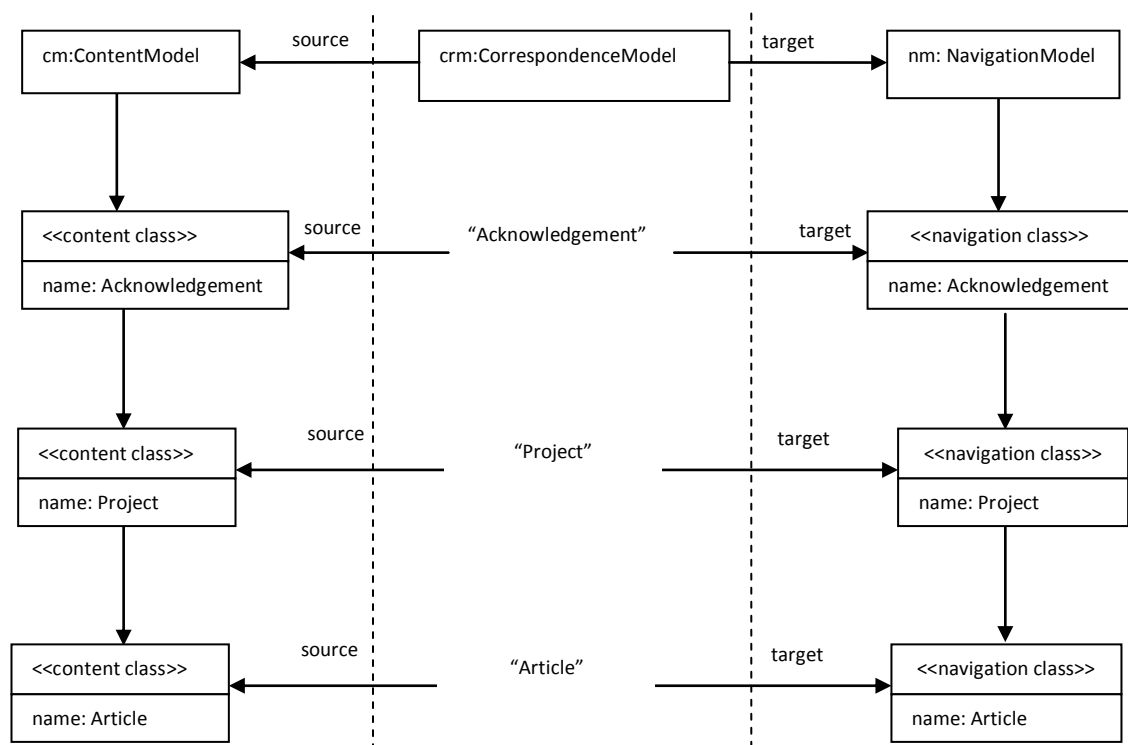 source
target
cm:ContentModel
crm:CorrespondenceModel
nm: NavigationModel
<<content class>>
source
“Acknowledgement”
target
<<navigation class>>
name: Acknowledgement
name: Acknowledgement
source
“Project”
target
<<content class>>
<<navigation class>>
name: Project
name: Project
source
“Article”
target
<<content class>>
<<navigation class>>
name: Article
name: Article